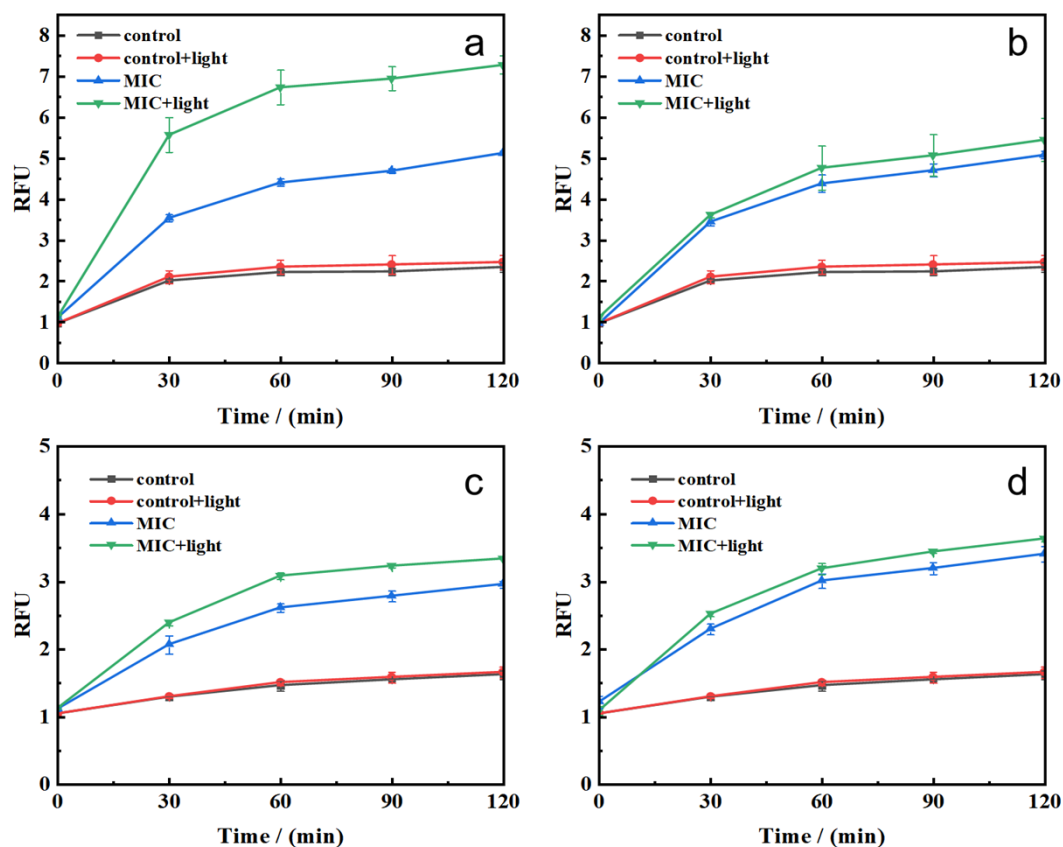 a
control
control+light
MIC
MIC+light
RFU
8
7
6
5
4
3
2
1
0
0 30 60 90 120
Time / (min)
b
control
control+light
MIC
MIC+light
RFU
8
7
6
5
4
3
2
1
0
0 30 60 90 120
Time / (min)
c
control
control+light
MIC
MIC+light
RFU
5
4
3
2
1
0
0 30 60 90 120
Time / (min)
d
control
control+light
MIC
MIC+light
RFU
5
4
3
2
1
0
0 30 60 90 120
Time / (min)